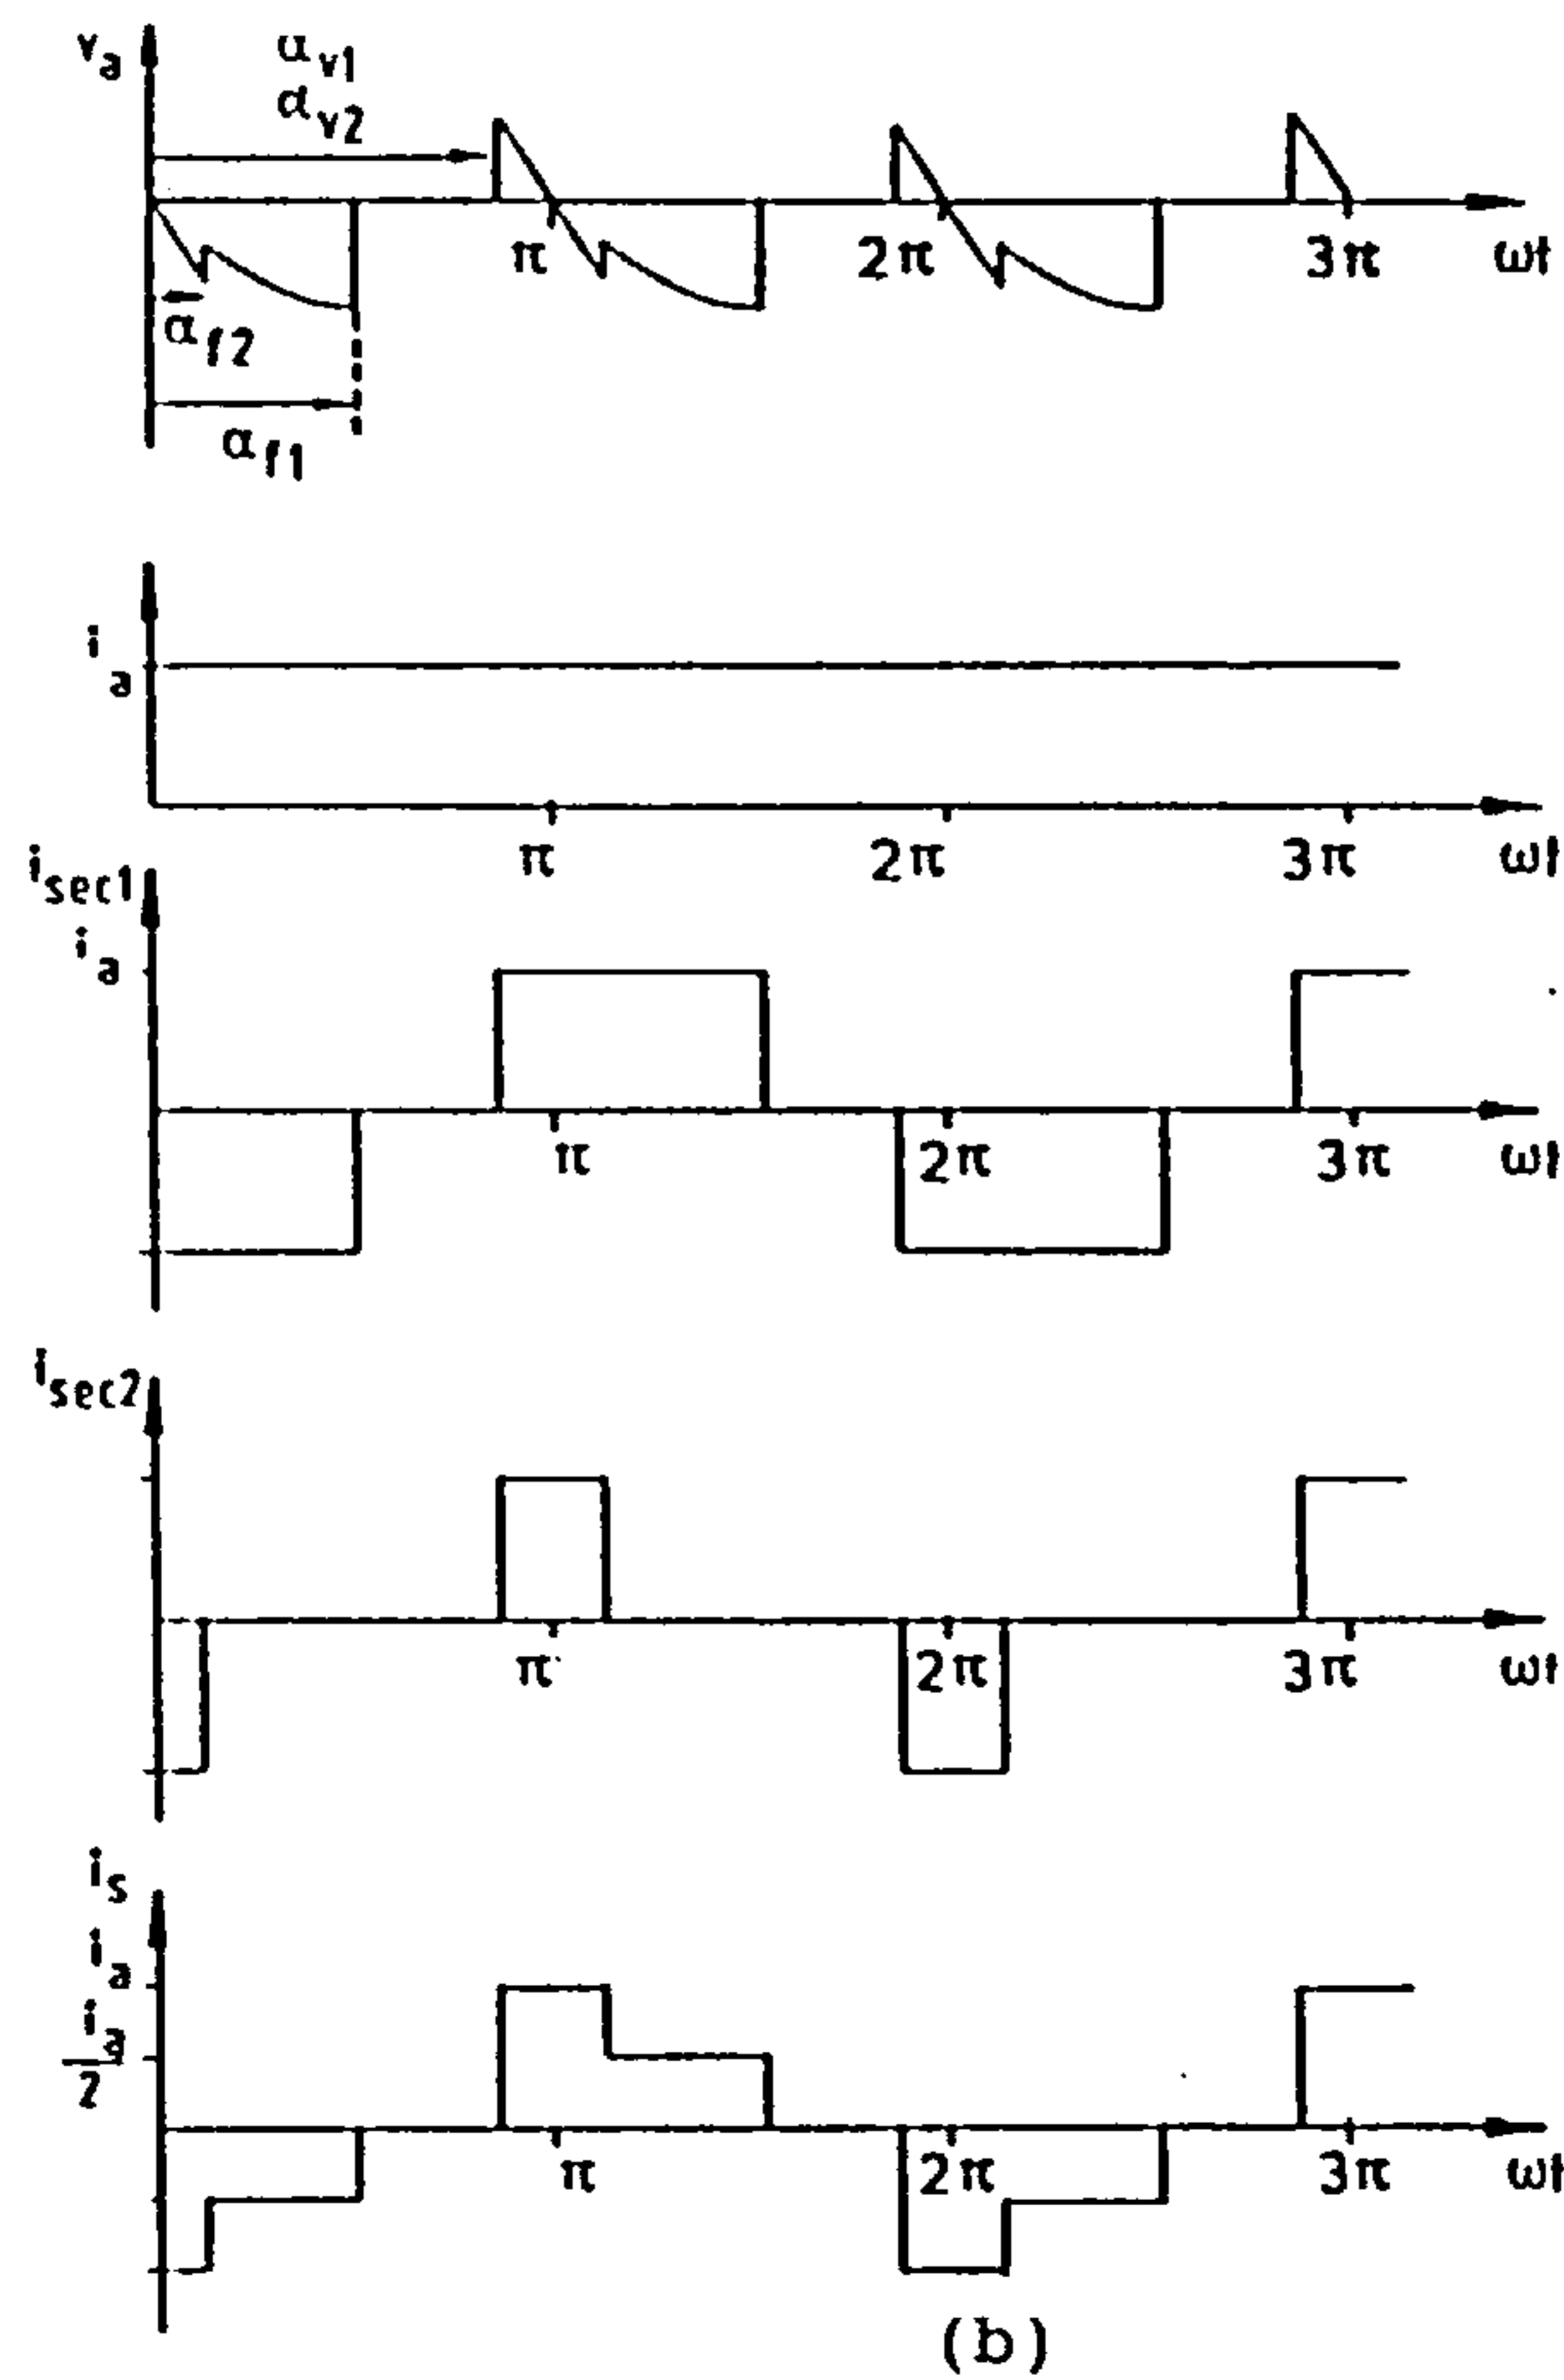 va
αv1
αv2
π 2π 3π ωt
αf2
αf1
ia
π 2π 3π ωt
isec1
ia
π 2π 3π ωt
isec2
π 2π 3π ωt
is
ia
ia
2
π 2π 3π ωt
(b)